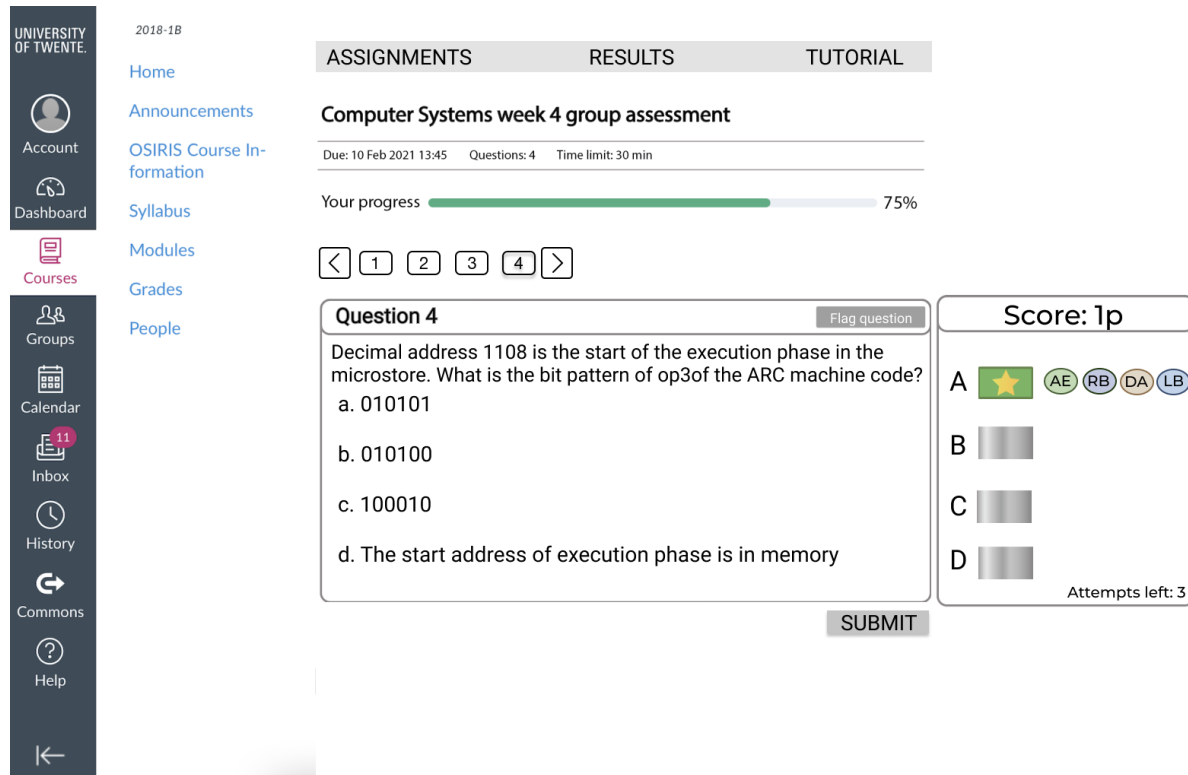 UNIVERSITY
OF TWENTE.
Account
Dashboard
Courses
Groups
Calendar
11
Inbox
History
Commons
Help
2018-1B
Home
Announcements
OSIRIS Course In-
formation
Syllabus
Modules
Grades
People
ASSIGNMENTS RESULTS TUTORIAL
Computer Systems week 4 group assessment
Due: 10 Feb 2021 13:45 Questions: 4 Time limit: 30 min
Your progress 75%
1 2 3 4
Question 4 Flag question
Decimal address 1108 is the start of the execution phase in the
microstore. What is the bit pattern of op3of the ARC machine code?
a. 010101
b. 010100
c. 100010
d. The start address of execution phase is in memory
SUBMIT
Score: 1p
A AE RB DA LB
B
C
D
Attempts left: 3